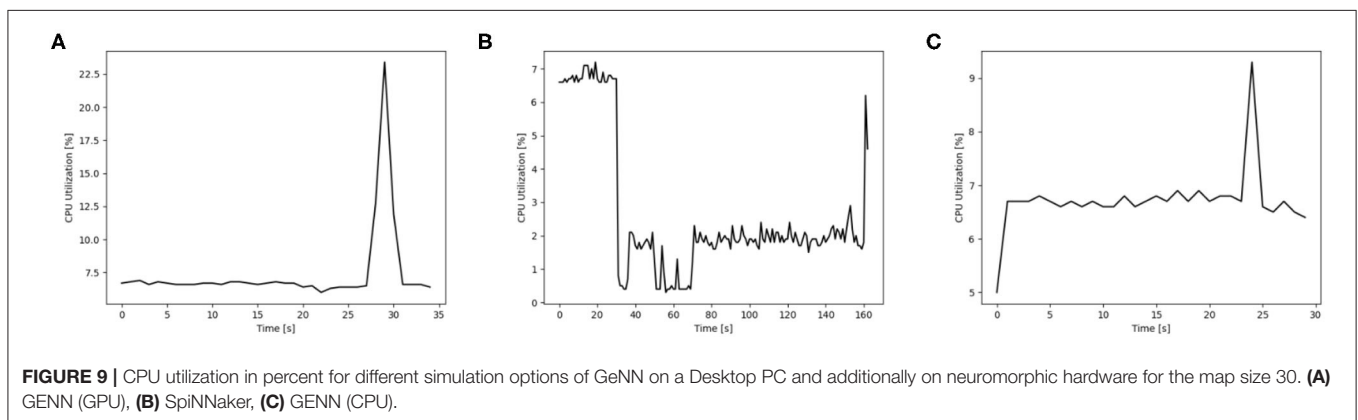 A
CPU Utilization [%]
22.5
20.0
17.5
15.0
12.5
10.0
7.5
0 5 10 15 20 25 30 35
Time [s]
B
CPU Utilization [%]
7
6
5
4
3
2
1
0
0 20 40 60 80 100 120 140 160
Time [s]
C
CPU Utilization [%]
9
8
7
6
5
0 5 10 15 20 25 30
Time [s]
FIGURE 9 | CPU utilization in percent for different simulation options of GeNN on a Desktop PC and additionally on neuromorphic hardware for the map size 30. (A)
GENN (GPU), (B) SpiNNaker, (C) GENN (CPU).